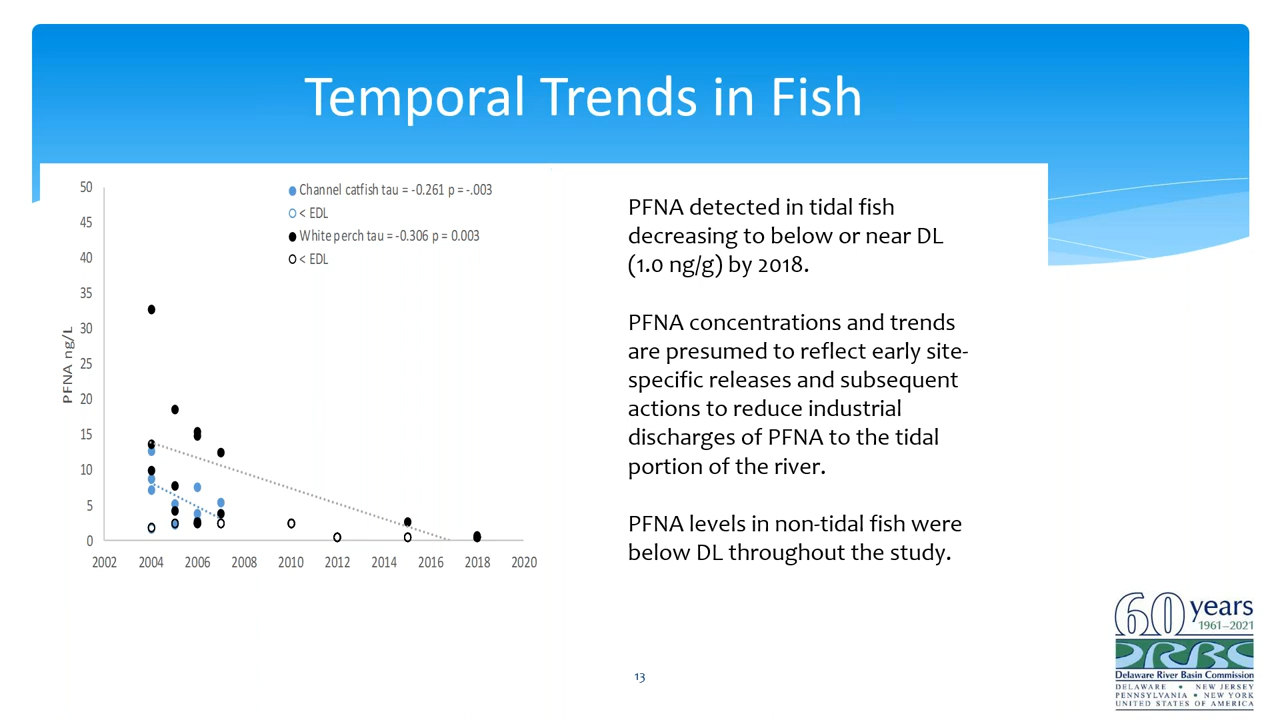 Temporal Trends in Fish
50
45
40
35
30
25
20
15
10
5
0
PFNA ng/L
2002 2004 2006 2008 2010 2012 2014 2016 2018 2020
Channel catfish tau = -0.261 p = -.003
< EDL
White perch tau = -0.306 p = 0.003
< EDL
PFNA detected in tidal fish
decreasing to below or near DL
(1.0 ng/g) by 2018.
PFNA concentrations and trends
are presumed to reflect early site-
specific releases and subsequent
actions to reduce industrial
discharges of PFNA to the tidal
portion of the river.
PFNA levels in non-tidal fish were
below DL throughout the study.
13
60 years
1961–2021
DRBC
Delaware River Basin Commission
DELAWARE • NEW JERSEY
PENNSYLVANIA • NEW YORK
UNITED STATES OF AMERICA